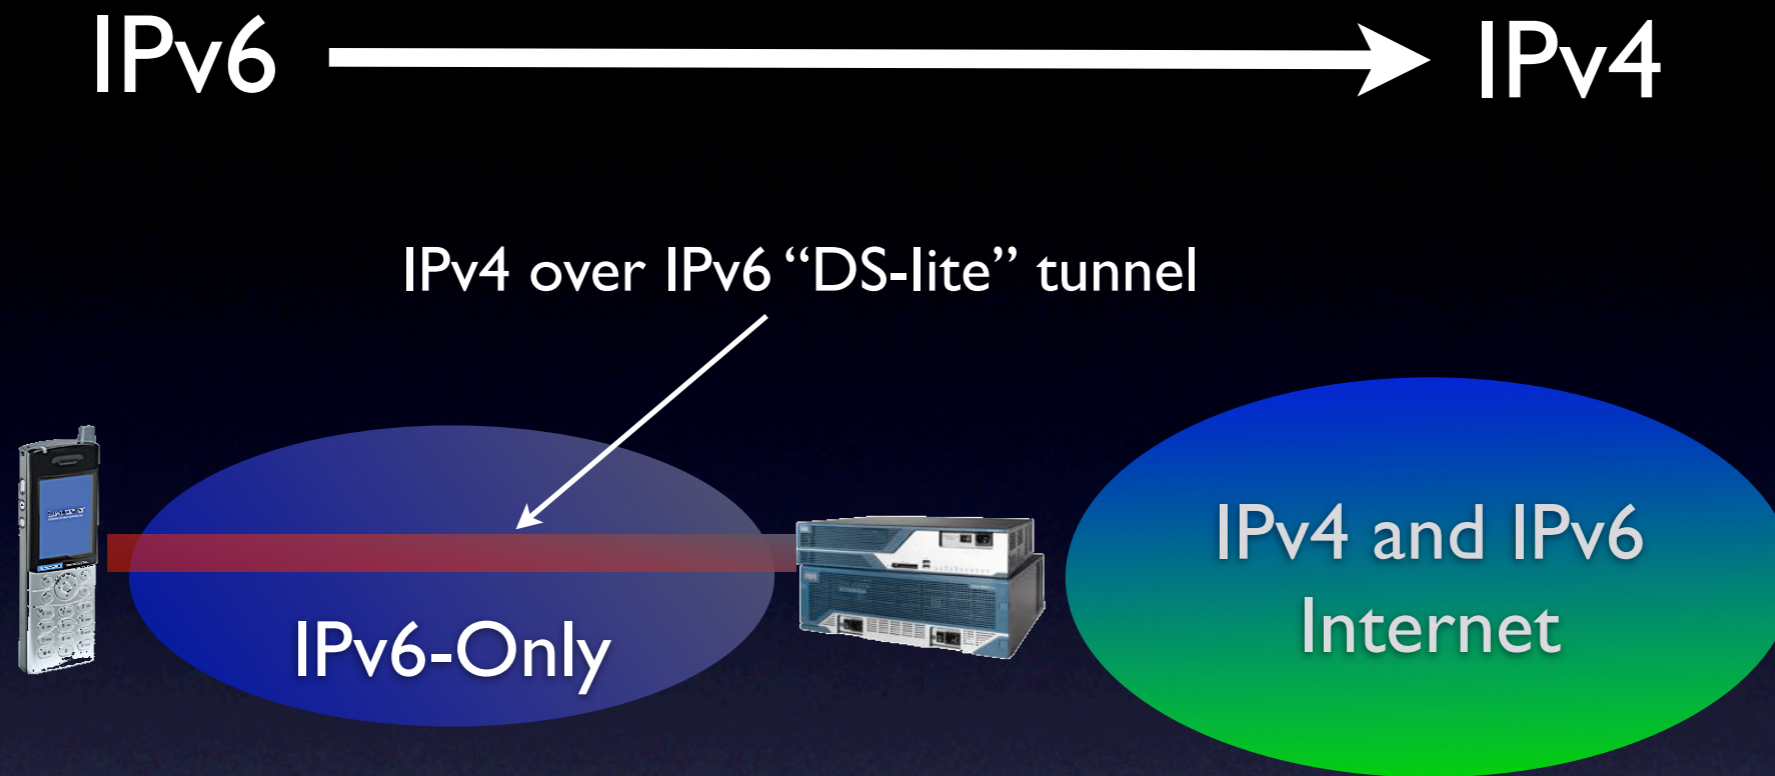 IPv6
IPv4
IPv4 over IPv6 “DS-lite” tunnel
IPv6-Only
IPv4 and IPv6
Internet